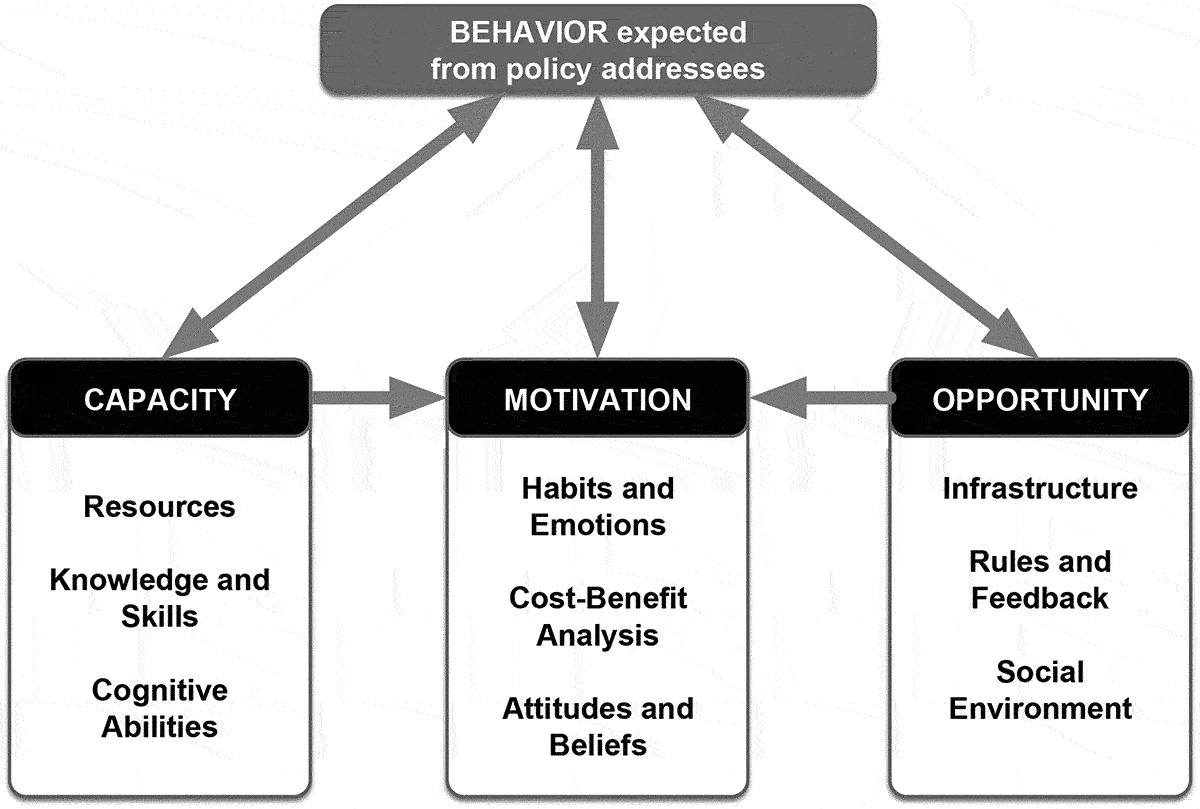 BEHAVIOR expected
from policy addressees
CAPACITY
Resources
Knowledge and
Skills
Cognitive
Abilities
MOTIVATION
Habits and
Emotions
Cost-Benefit
Analysis
Attitudes and
Beliefs
OPPORTUNITY
Infrastructure
Rules and
Feedback
Social
Environment